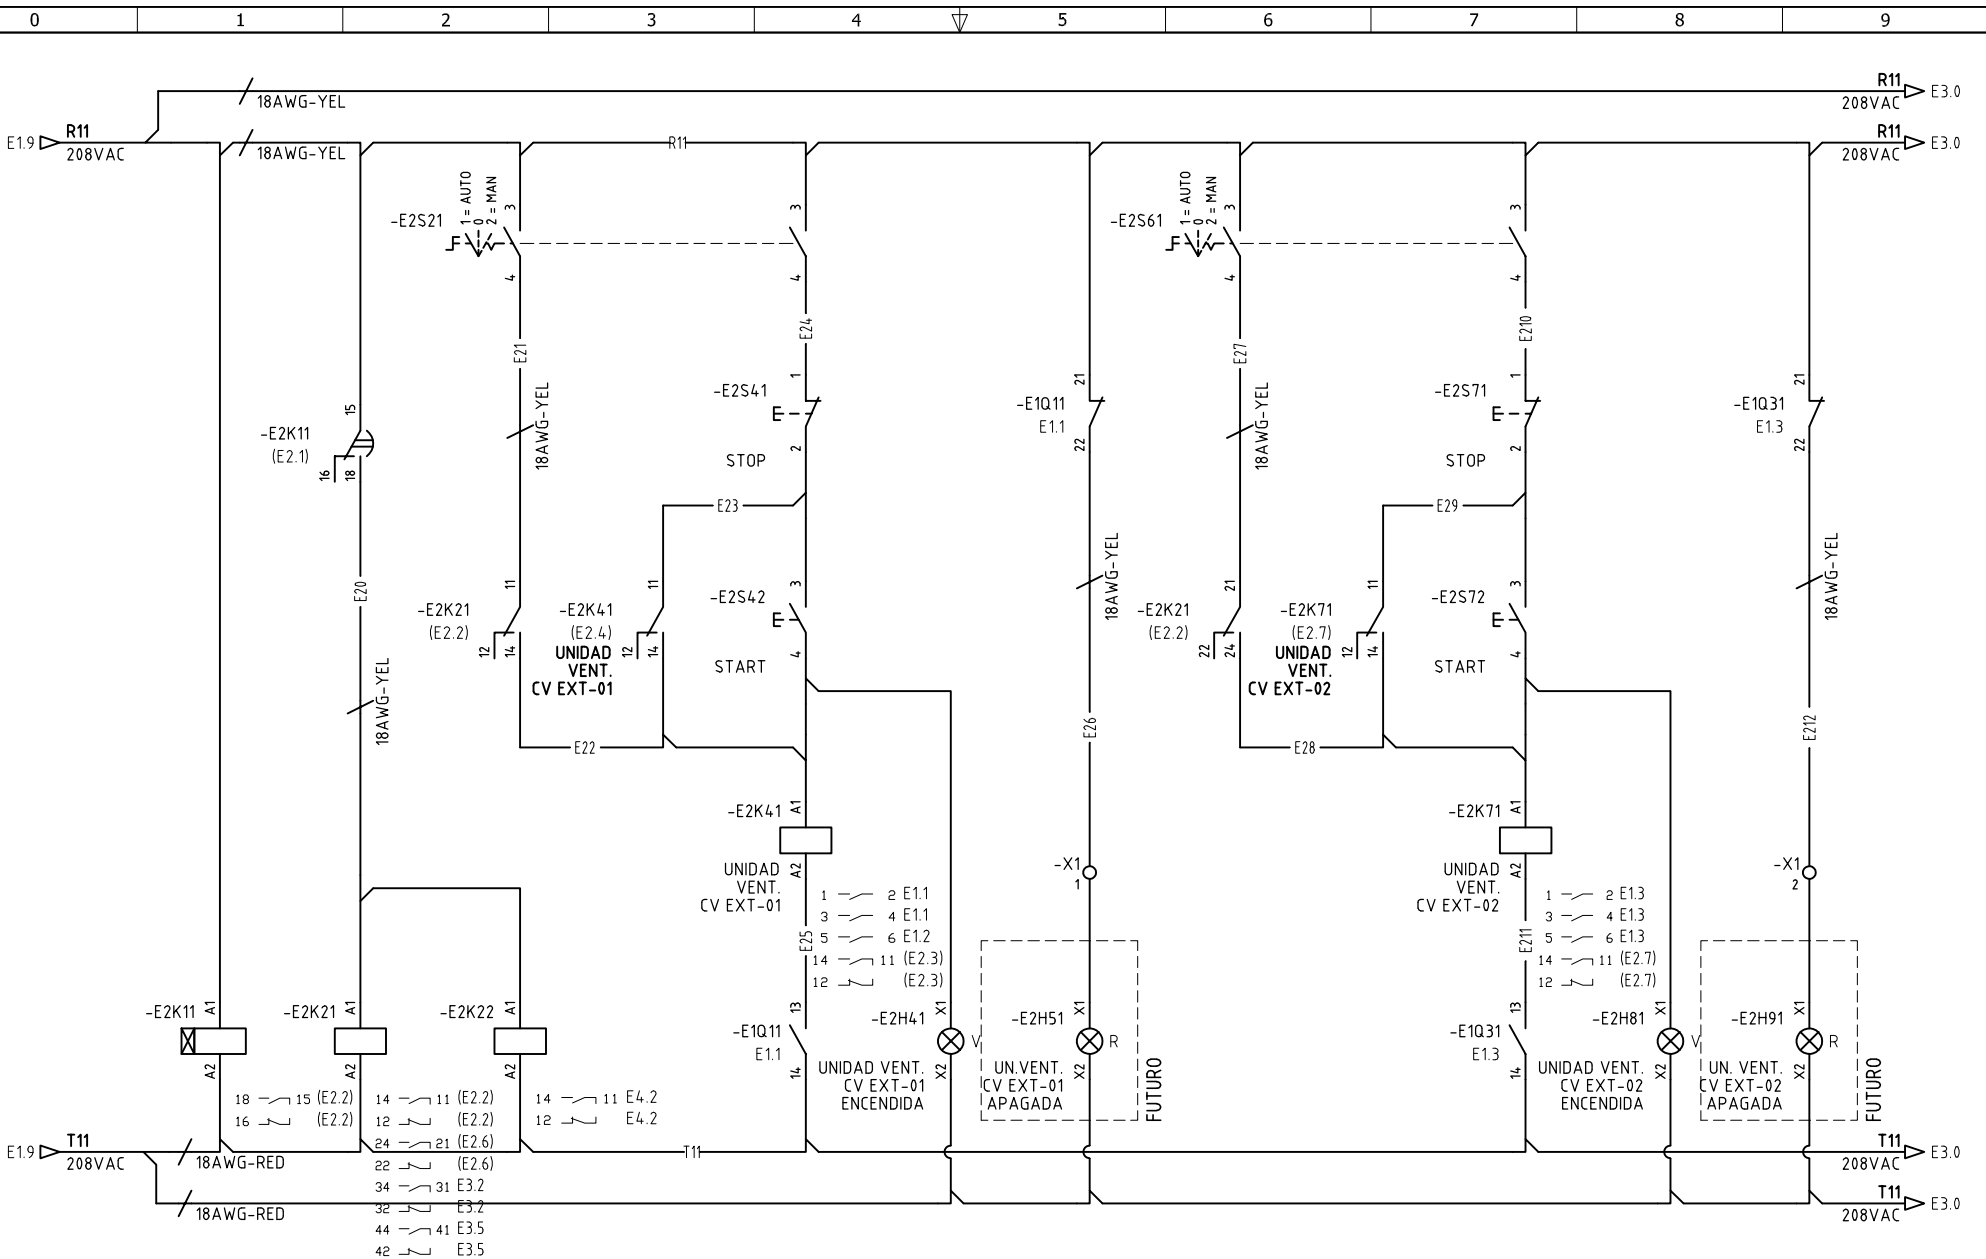 0 1 2 3 4 5 6 7 8 9
18AWG-YEL
R11
208VAC
E3.0
E1.9
R11
208VAC
18AWG-YEL
R11
R11
208VAC
E3.0
-E2S21
1 = AUTO
0
2 = MAN
3
4
3
4
-E2S61
1 = AUTO
0
2 = MAN
3
4
3
4
E21
E24
E27
E210
18AWG-YEL
18AWG-YEL
-E2K11
(E2.1)
15
16
18
-E2S41
1
2
STOP
-E1Q11
E1.1
21
22
-E2S71
1
2
STOP
-E1Q31
E1.3
21
22
E23
E29
E20
18AWG-YEL
18AWG-YEL
18AWG-YEL
-E2K21
(E2.2)
11
12
14
-E2K41
(E2.4)
UNIDAD
VENT.
CV EXT-01
11
12
14
-E2S42
3
4
START
-E2K21
(E2.2)
21
22
24
-E2K71
(E2.7)
UNIDAD
VENT.
CV EXT-02
11
12
14
-E2S72
3
4
START
E22
E26
E28
E212
-E2K41
A1
A2
UNIDAD
VENT.
CV EXT-01
1 2 E1.1
3 4 E1.1
5 6 E1.2
14 11 (E2.3)
12 (E2.3)
E25
-X1
1
-E2K71
A1
A2
UNIDAD
VENT.
CV EXT-02
1 2 E1.3
3 4 E1.3
5 6 E1.3
14 11 (E2.7)
12 (E2.7)
E211
-X1
2
-E2K11
A1
A2
-E2K21
A1
A2
-E2K22
A1
A2
-E1Q11
E1.1
13
14
-E2H41
X1
X2
V
UNIDAD VENT.
CV EXT-01
ENCENDIDA
-E2H51
X1
X2
R
UN.VENT.
CV EXT-01
APAGADA
FUTURO
-E1Q31
E1.3
13
14
-E2H81
X1
X2
V
UNIDAD VENT.
CV EXT-02
ENCENDIDA
-E2H91
X1
X2
R
UN. VENT.
CV EXT-02
APAGADA
FUTURO
18 15 (E2.2)
16 (E2.2)
14 11 (E2.2)
12 (E2.2)
24 21 (E2.6)
22 (E2.6)
34 31 E3.2
32 E3.2
44 41 E3.5
42 E3.5
14 11 E4.2
12 E4.2
E1.9
T11
208VAC
18AWG-RED
T11
T11
208VAC
E3.0
18AWG-RED
T11
208VAC
E3.0